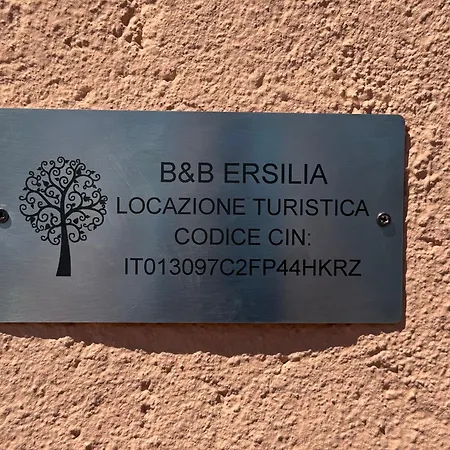 B&B ERSILIA
LOCAZIONE TURISTICA
CODICE CIN:
IT013097C2FP44HKRZ